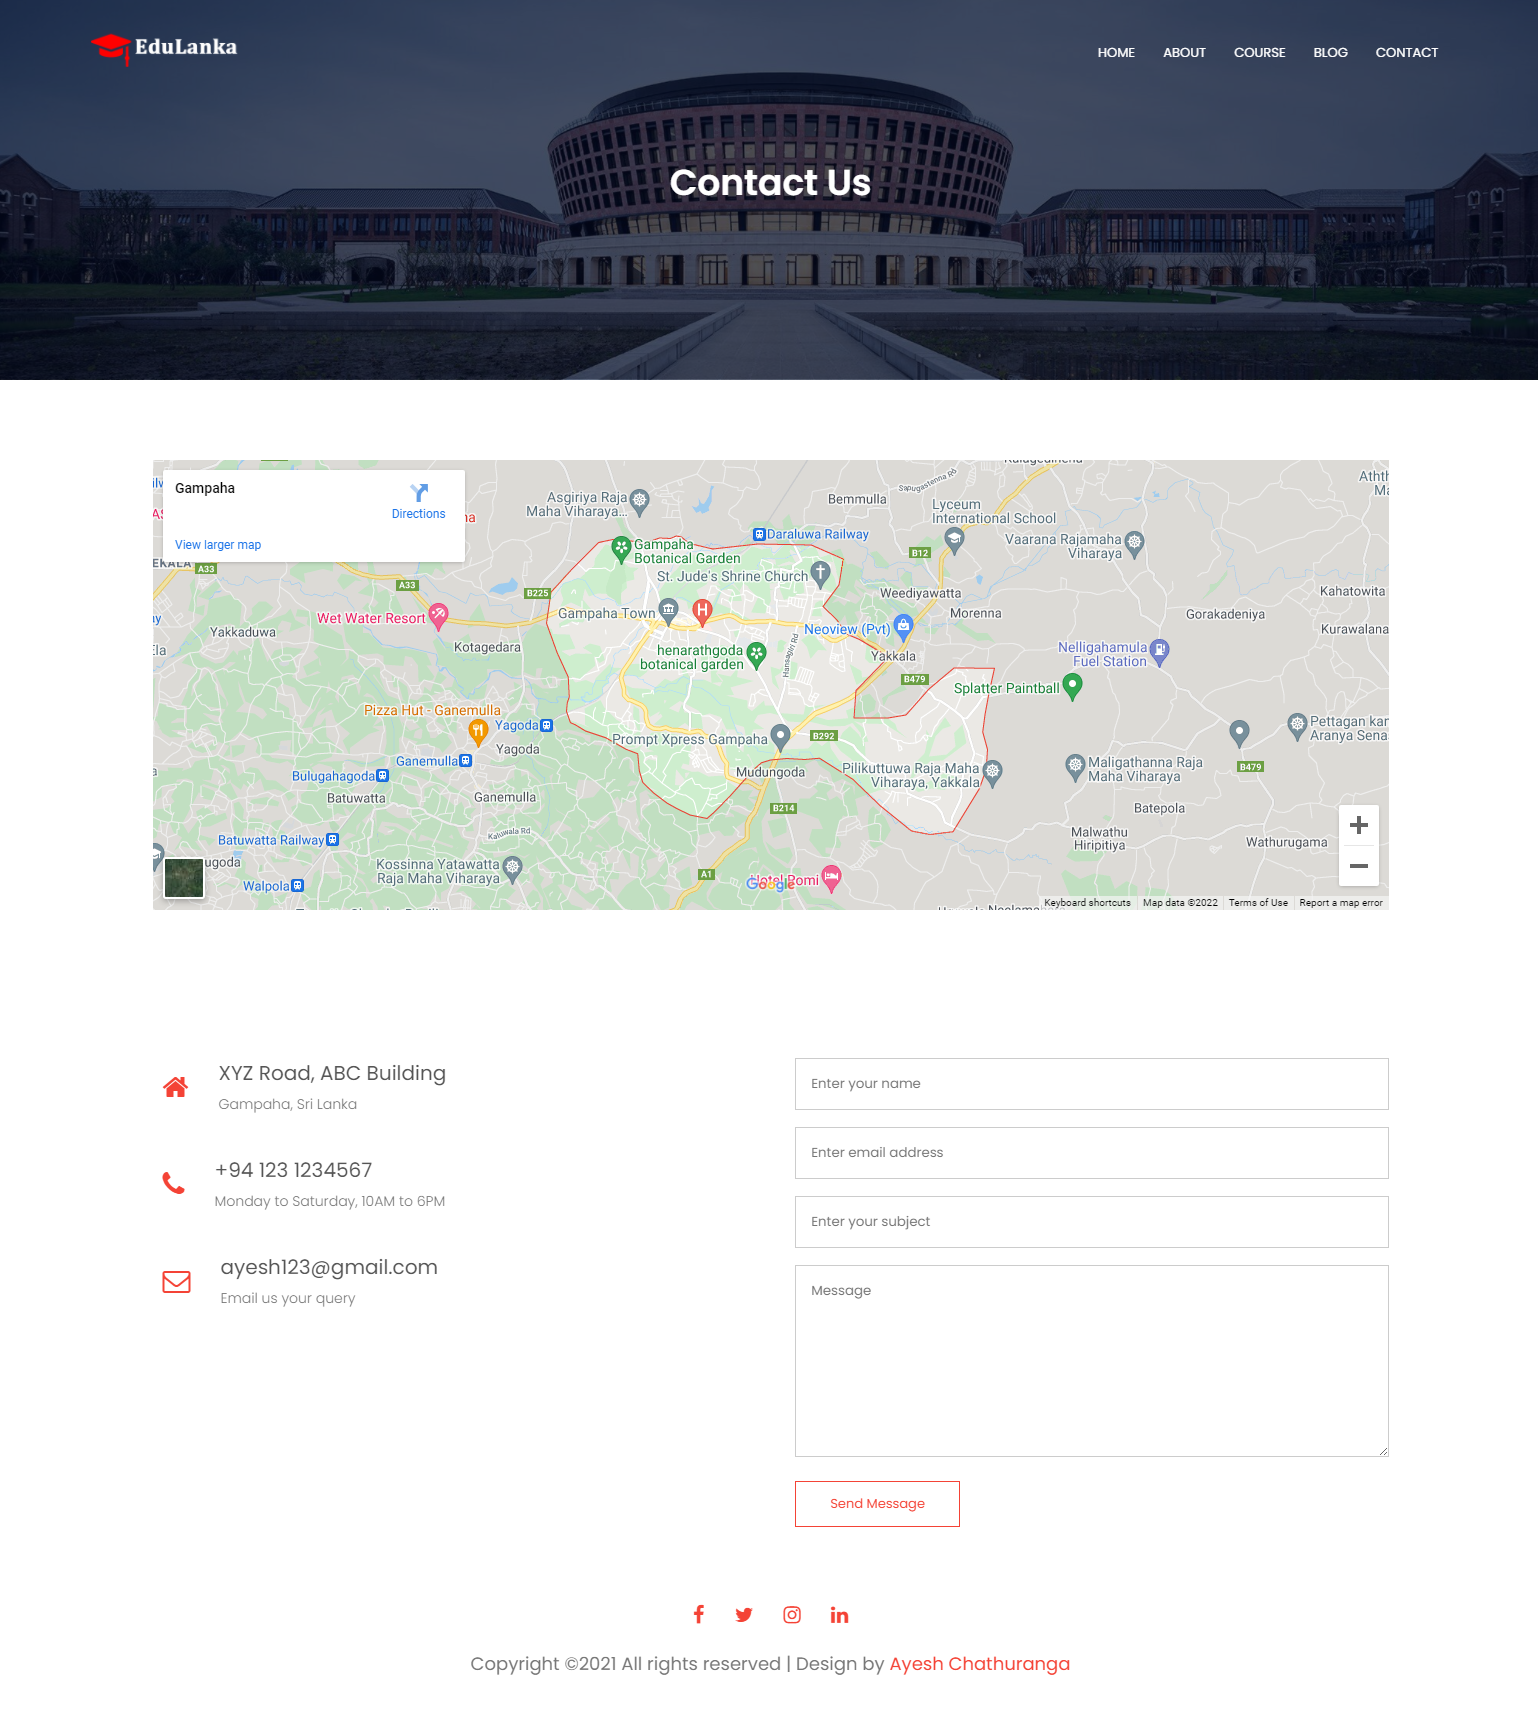 EduLanka
HOME
ABOUT
COURSE
BLOG
CONTACT
Contact Us
Gampaha
Directions
View larger map
Asgiriya Raja
Maha Viharaya...
Bemmulla
Sapugastenna Rd
Lyceum
International School
Daraluwa Railway
Vaarana Rajamaha
Viharaya
Gampaha
Botanical Garden
St. Jude's Shrine Church
B12
EKALA
A33
A33
B225
Weediyawatta
Kahatowita
Wet Water Resort
Gampaha Town
Morenna
Gorakadeniya
Neoview (Pvt)
Kurawalana
Yakkaduwa
Kotagedara
henarathgoda
botanical garden
Hansagiri Rd
Yakkala
Nelligahamula
Fuel Station
B479
Splatter Paintball
Pizza Hut - Ganemulla
Yagoda
Yagoda
Prompt Xpress Gampaha
B292
Ganemulla
Bulugahagoda
Mudungoda
Pilikuttuwa Raja Maha
Viharaya, Yakkala
Maligathanna Raja
Maha Viharaya
B479
Batuwatta
Ganemulla
B214
Batepola
Batuwatta Railway
Kaluwala Rd
Malwathu
Hiripitiya
Wathurugama
Kossinna Yatawatta
Raja Maha Viharaya
Walpola
A1
Hotel Romi
Google
Keyboard shortcuts
Map data ©2022
Terms of Use
Report a map error
XYZ Road, ABC Building
Gampaha, Sri Lanka
+94 123 1234567
Monday to Saturday, 10AM to 6PM
ayesh123@gmail.com
Email us your query
Enter your name
Enter email address
Enter your subject
Message
Send Message
Copyright ©2021 All rights reserved | Design by Ayesh Chathuranga